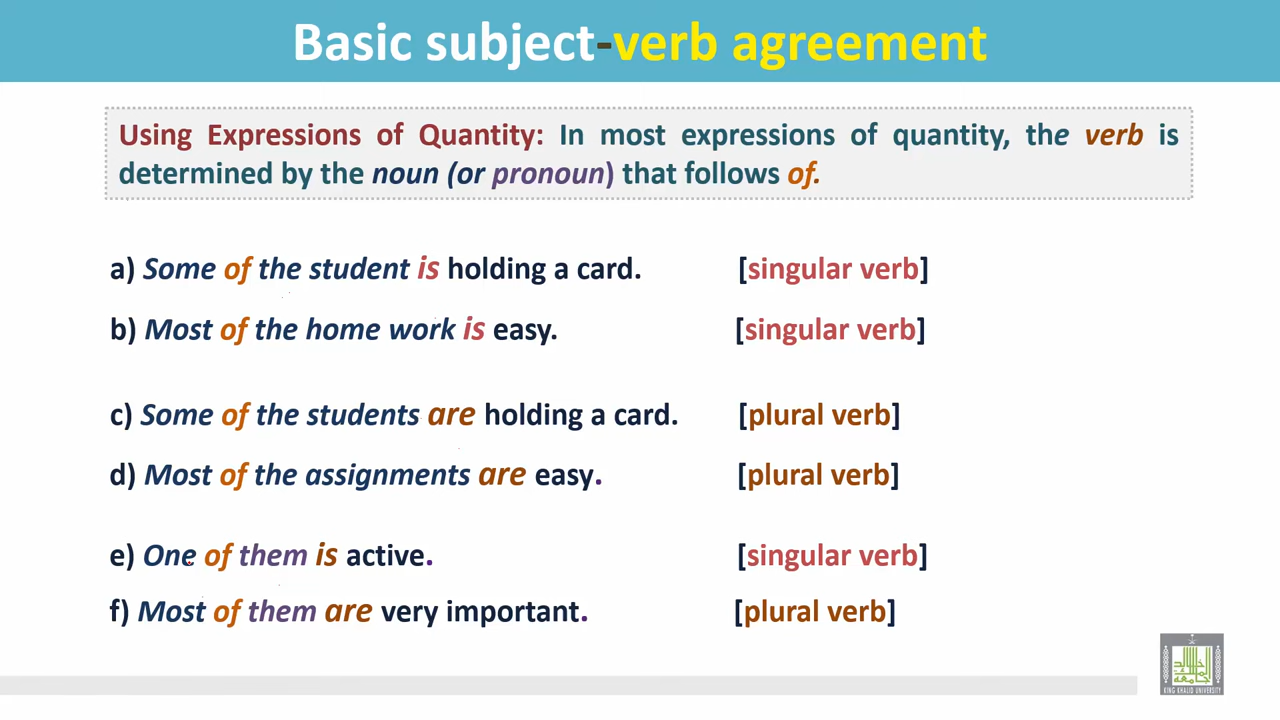 Basic subject-verb agreement
Using Expressions of Quantity: In most expressions of quantity, the verb is
determined by the noun (or pronoun) that follows of.
a) Some of the student is holding a card. [singular verb]
b) Most of the home work is easy. [singular verb]
c) Some of the students are holding a card. [plural verb]
d) Most of the assignments are easy. [plural verb]
e) One of them is active. [singular verb]
f) Most of them are very important. [plural verb]
KING KHALID UNIVERSITY